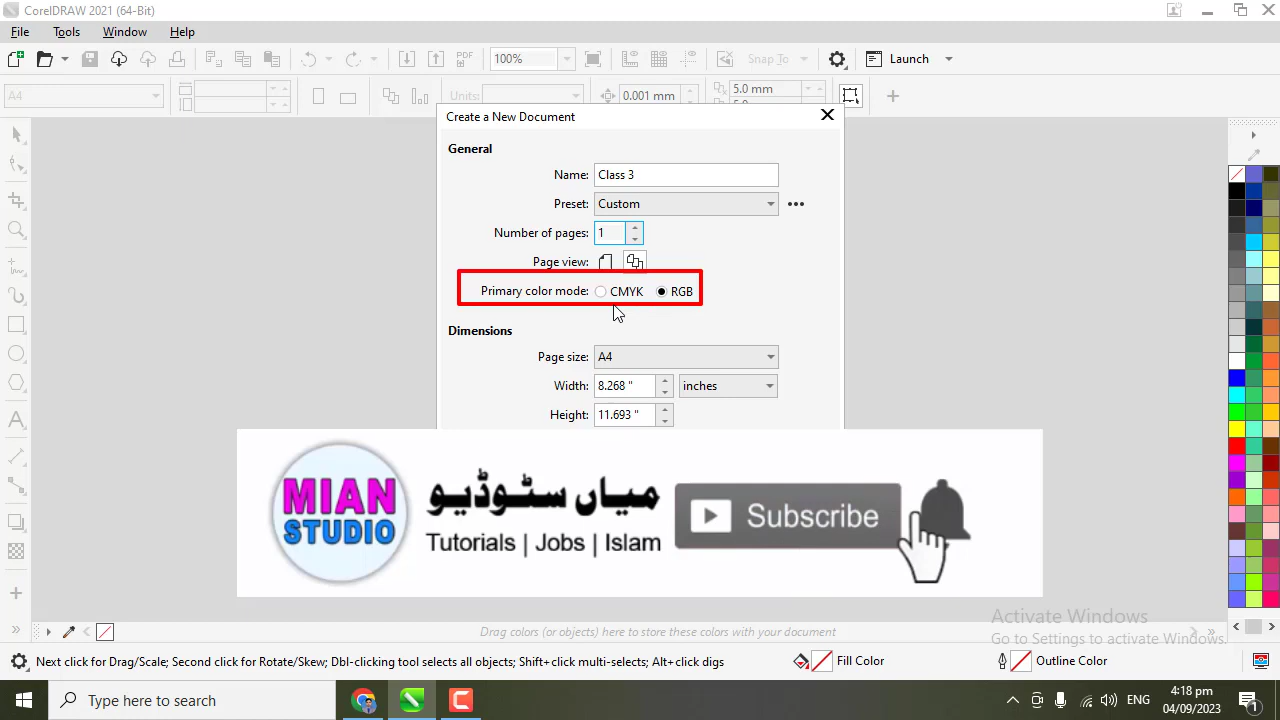 CorelDRAW 2021 (64-Bit)
File Tools Window Help
PDF 100% Snap To Launch
A4 Units: 0.001 mm 5.0 mm
Create a New Document
General
Name: Class 3
Preset: Custom
Number of pages: 1
Page view:
Primary color mode: CMYK RGB
Dimensions
Page size: A4
Width: 8.268 " inches
Height: 11.693 "
MIAN
STUDIO
میاں سٹوڈیو
Tutorials | Jobs | Islam
Subscribe
Activate Windows
Go to Settings to activate Windows.
Drag colors (or objects) here to store these colors with your document
Next click for Drag/Scale; Second click for Rotate/Skew; Dbl-clicking tool selects all objects; Shift+click multi-selects; Alt+click digs
Fill Color
Outline Color
Type here to search
ENG
4:18 pm
04/09/2023
1